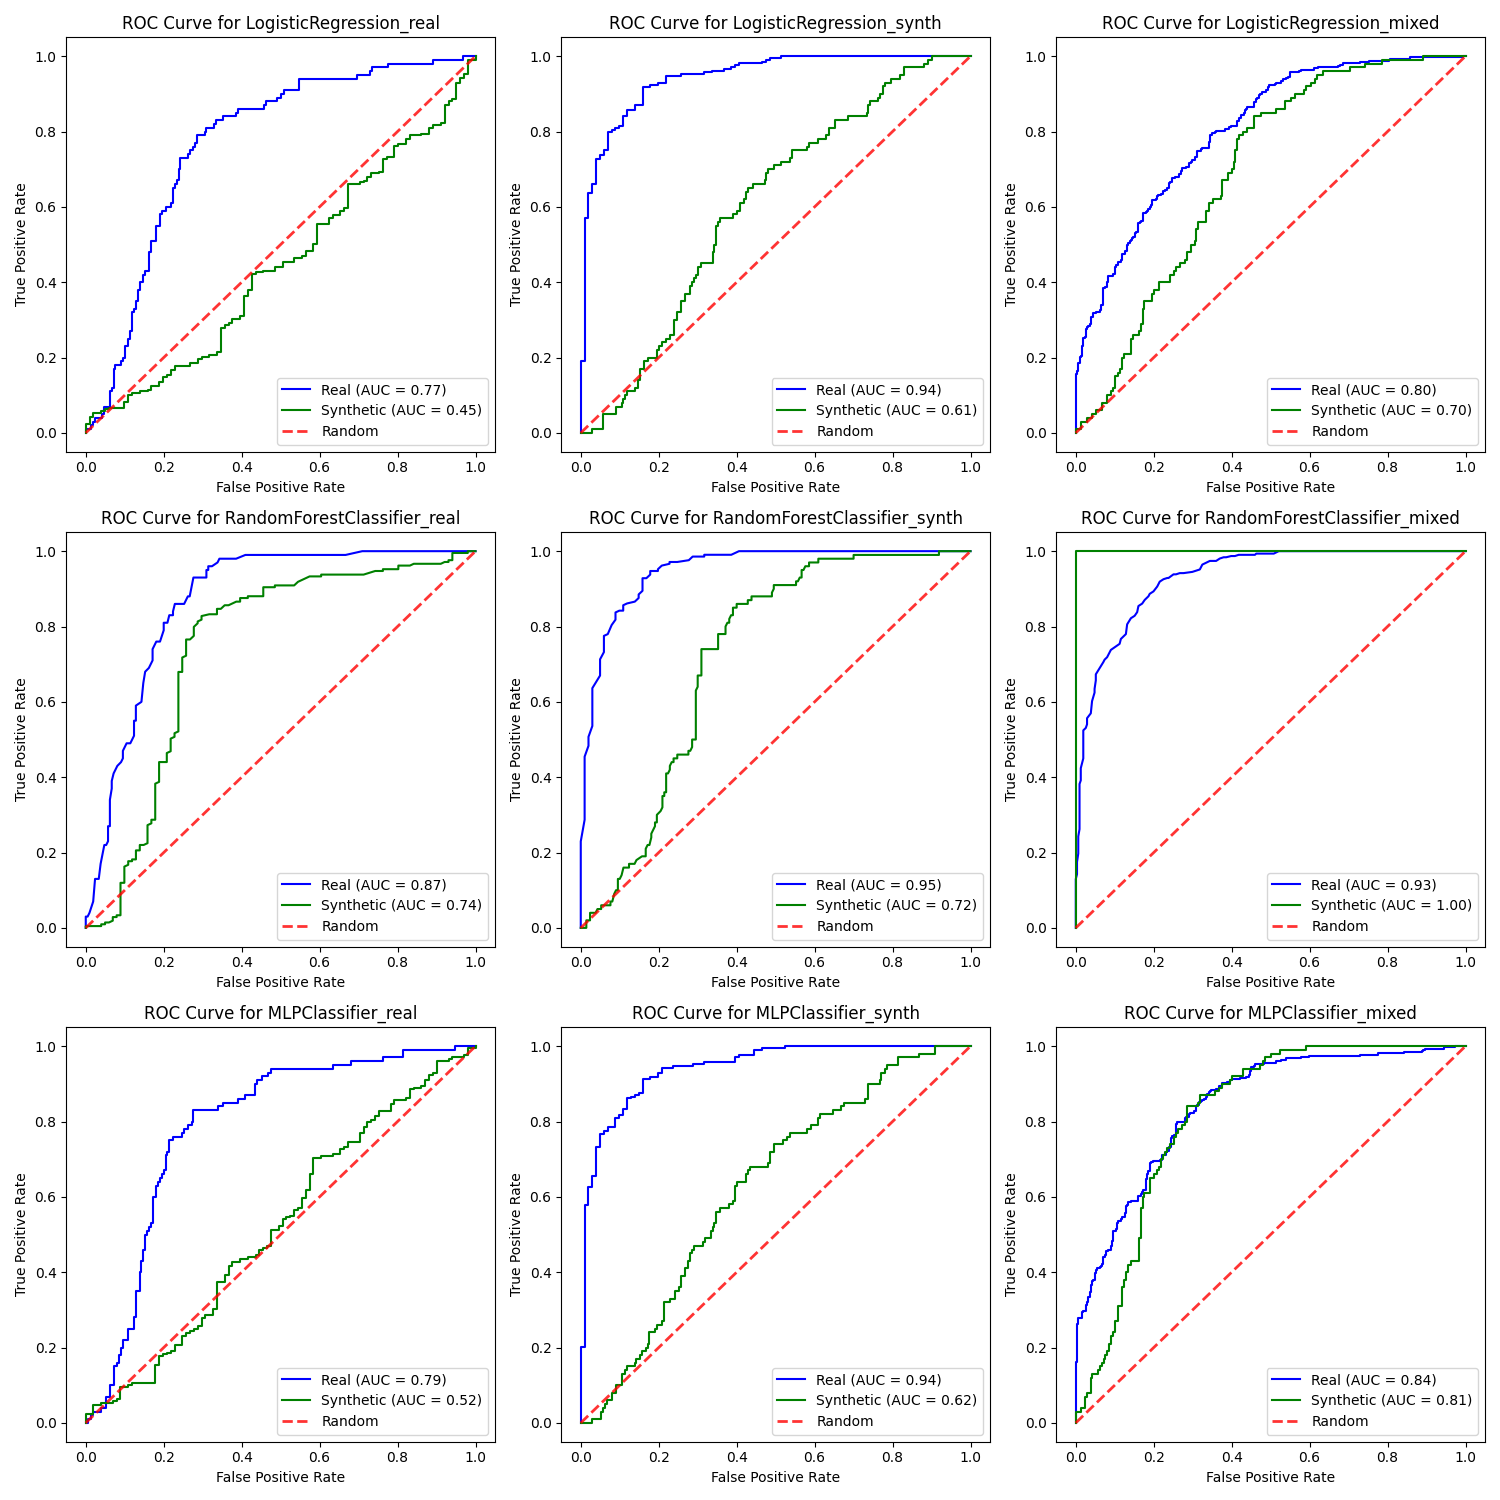 ROC Curve for LogisticRegression_real
1.0
0.8
0.6
0.4
0.2
0.0
True Positive Rate
Real (AUC = 0.77)
Synthetic (AUC = 0.45)
Random
0.0 0.2 0.4 0.6 0.8 1.0
False Positive Rate
ROC Curve for LogisticRegression_synth
1.0
0.8
0.6
0.4
0.2
0.0
True Positive Rate
Real (AUC = 0.94)
Synthetic (AUC = 0.61)
Random
0.0 0.2 0.4 0.6 0.8 1.0
False Positive Rate
ROC Curve for LogisticRegression_mixed
1.0
0.8
0.6
0.4
0.2
0.0
True Positive Rate
Real (AUC = 0.80)
Synthetic (AUC = 0.70)
Random
0.0 0.2 0.4 0.6 0.8 1.0
False Positive Rate
ROC Curve for RandomForestClassifier_real
1.0
0.8
0.6
0.4
0.2
0.0
True Positive Rate
Real (AUC = 0.87)
Synthetic (AUC = 0.74)
Random
0.0 0.2 0.4 0.6 0.8 1.0
False Positive Rate
ROC Curve for RandomForestClassifier_synth
1.0
0.8
0.6
0.4
0.2
0.0
True Positive Rate
Real (AUC = 0.95)
Synthetic (AUC = 0.72)
Random
0.0 0.2 0.4 0.6 0.8 1.0
False Positive Rate
ROC Curve for RandomForestClassifier_mixed
1.0
0.8
0.6
0.4
0.2
0.0
True Positive Rate
Real (AUC = 0.93)
Synthetic (AUC = 1.00)
Random
0.0 0.2 0.4 0.6 0.8 1.0
False Positive Rate
ROC Curve for MLPClassifier_real
1.0
0.8
0.6
0.4
0.2
0.0
True Positive Rate
Real (AUC = 0.79)
Synthetic (AUC = 0.52)
Random
0.0 0.2 0.4 0.6 0.8 1.0
False Positive Rate
ROC Curve for MLPClassifier_synth
1.0
0.8
0.6
0.4
0.2
0.0
True Positive Rate
Real (AUC = 0.94)
Synthetic (AUC = 0.62)
Random
0.0 0.2 0.4 0.6 0.8 1.0
False Positive Rate
ROC Curve for MLPClassifier_mixed
1.0
0.8
0.6
0.4
0.2
0.0
True Positive Rate
Real (AUC = 0.84)
Synthetic (AUC = 0.81)
Random
0.0 0.2 0.4 0.6 0.8 1.0
False Positive Rate